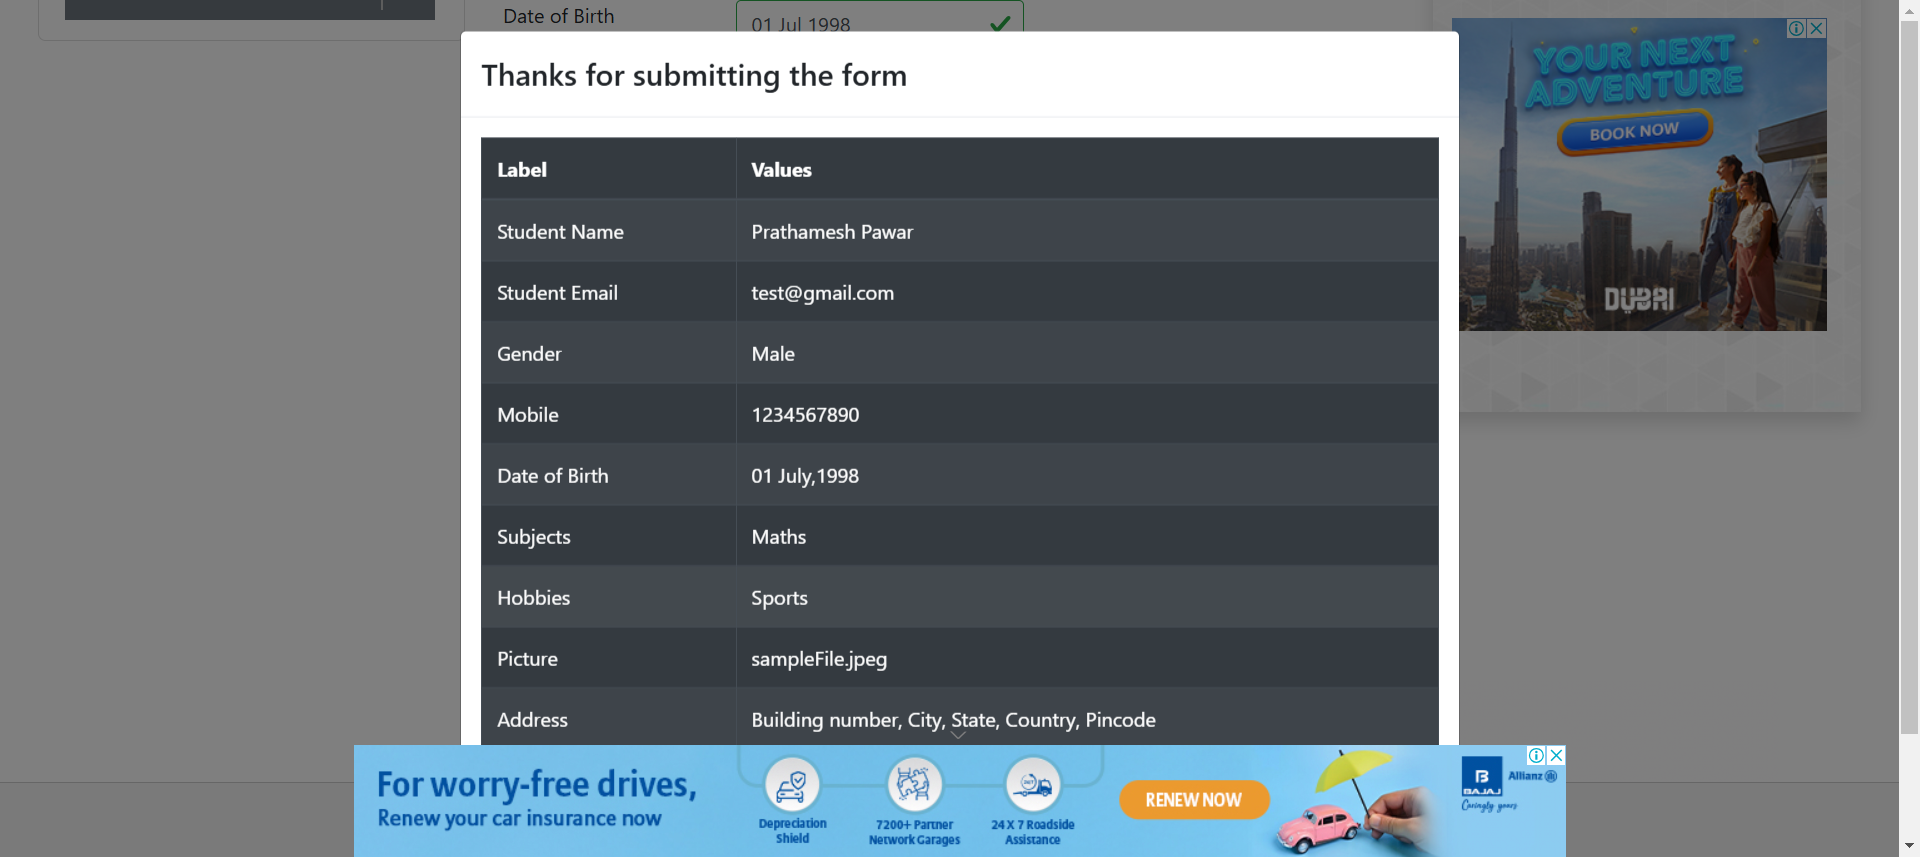 Date of Birth
01 Jul 1998
Thanks for submitting the form
Label Values
Student Name Prathamesh Pawar
Student Email test@gmail.com
Gender Male
Mobile 1234567890
Date of Birth 01 July,1998
Subjects Maths
Hobbies Sports
Picture sampleFile.jpeg
Address Building number, City, State, Country, Pincode
YOUR NEXT
ADVENTURE
BOOK NOW
DUBAI
For worry-free drives,
Renew your car insurance now
Depreciation
Shield
7200+ Partner
Network Garages
24 X 7 Roadside
Assistance
RENEW NOW
B
BAJAJ
Allianz
Caringly yours